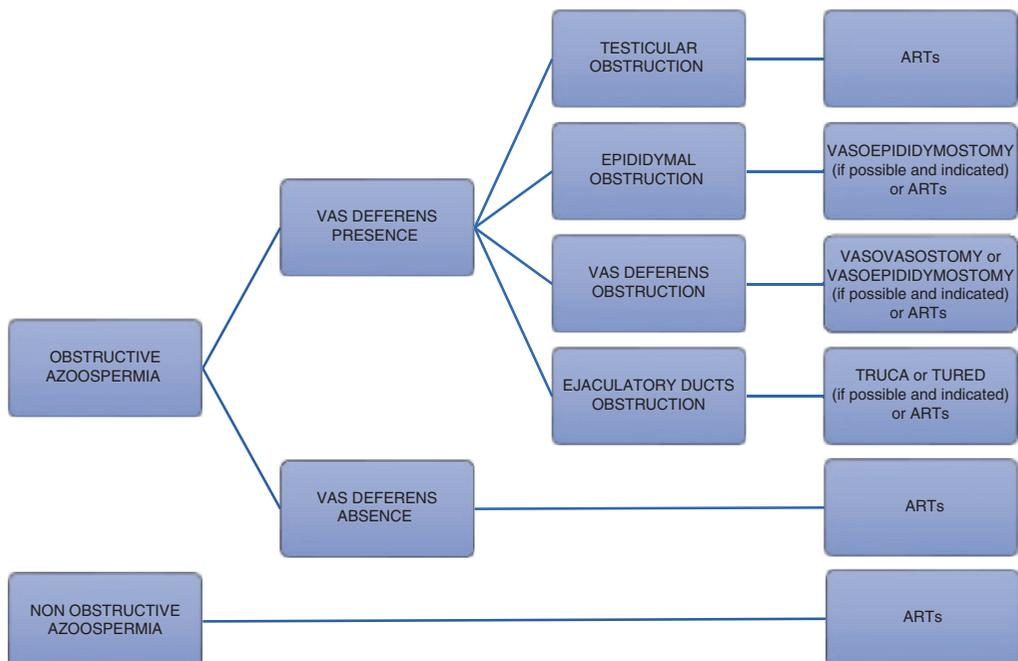 TESTICULAR
OBSTRUCTION
ARTs
EPIDIDYMAL
OBSTRUCTION
VASOEPIDIDYMOSTOMY
(if possible and indicated)
or ARTs
VAS DEFERENS
PRESENCE
VAS DEFERENS
OBSTRUCTION
VASOVASOSTOMY or
VASOEPIDIDYMOSTOMY
(if possible and indicated)
or ARTs
OBSTRUCTIVE
AZOOSPERMIA
EJACULATORY DUCTS
OBSTRUCTION
TRUCA or TURED
(if possible and indicated)
or ARTs
VAS DEFERENS
ABSENCE
ARTs
NON OBSTRUCTIVE
AZOOSPERMIA
ARTs